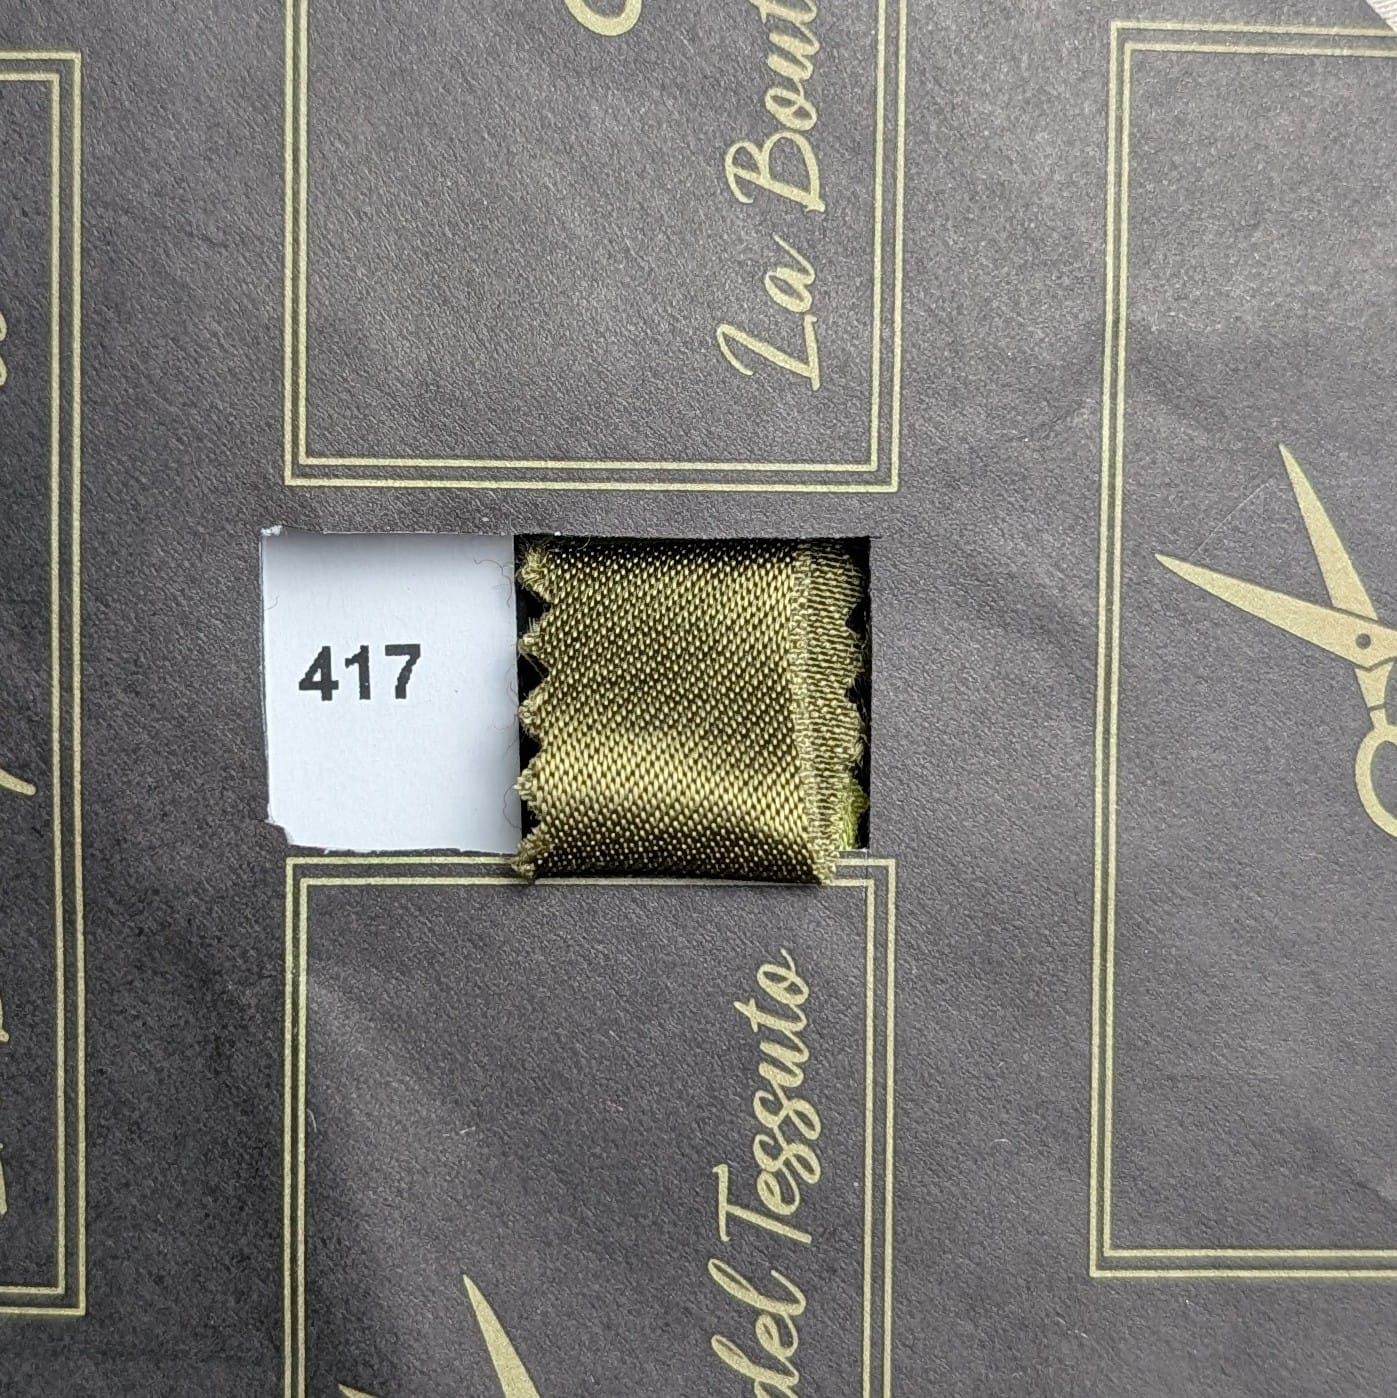 La Bout
417
del Tessuto